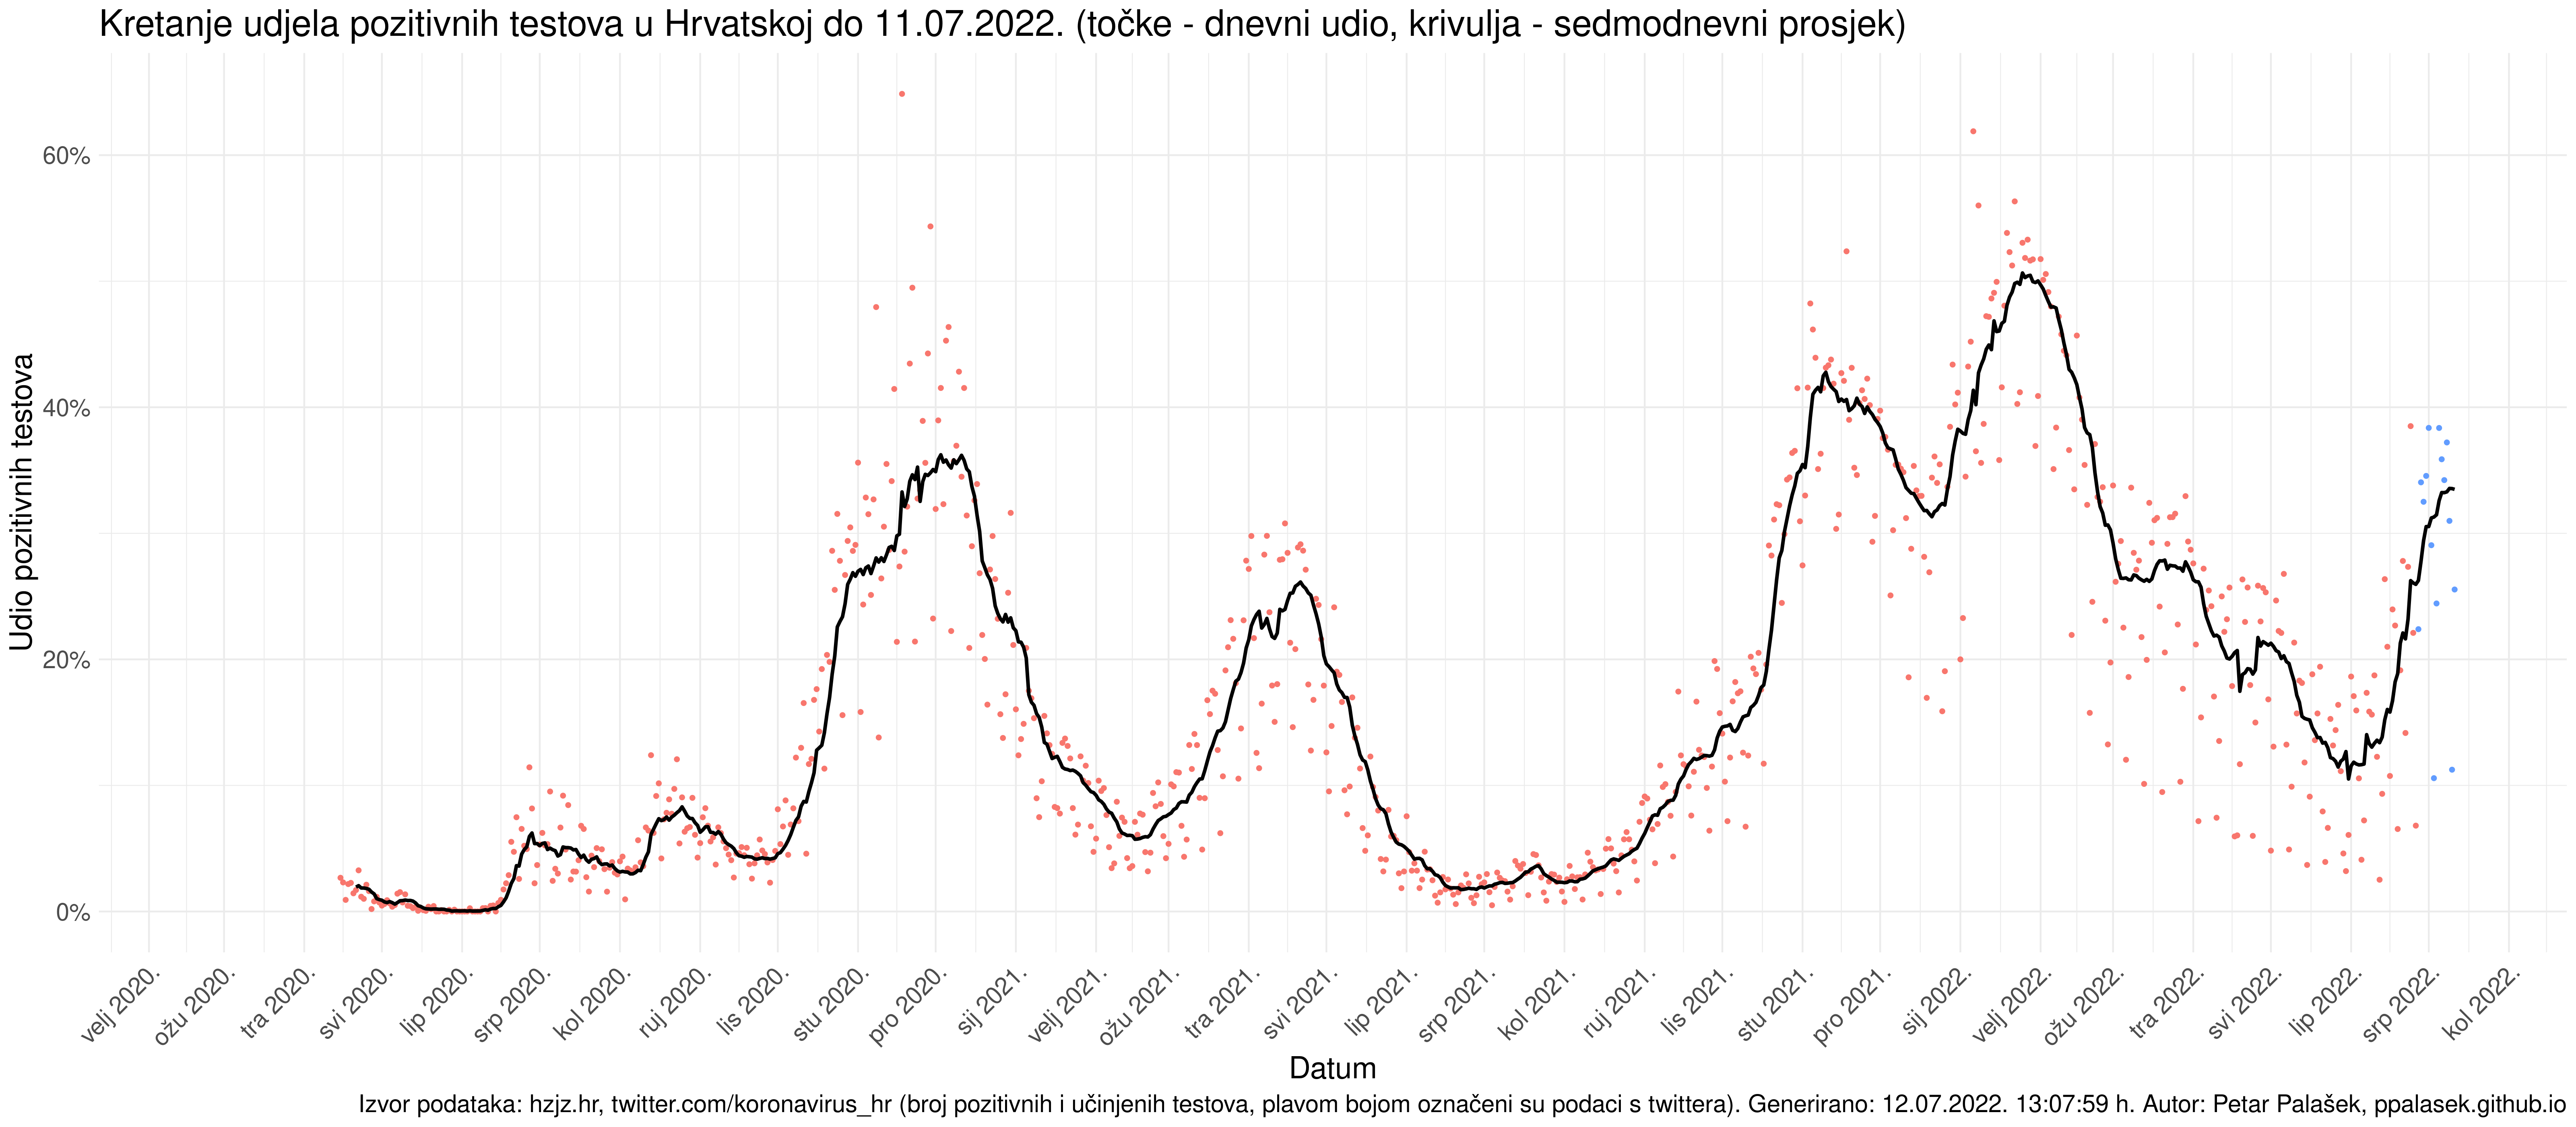 Kretanje udjela pozitivnih testova u Hrvatskoj do 11.07.2022. (točke - dnevni udio, krivulja - sedmodnevni prosjek)
Udio pozitivnih testova
60%
40%
20%
0%
velj 2020.
ožu 2020.
tra 2020.
svi 2020.
lip 2020.
srp 2020.
kol 2020.
ruj 2020.
lis 2020.
stu 2020.
pro 2020.
sij 2021.
velj 2021.
ožu 2021.
tra 2021.
svi 2021.
lip 2021.
srp 2021.
kol 2021.
ruj 2021.
lis 2021.
stu 2021.
pro 2021.
sij 2022.
velj 2022.
ožu 2022.
tra 2022.
svi 2022.
lip 2022.
srp 2022.
kol 2022.
Datum
Izvor podataka: hzjz.hr, twitter.com/koronavirus_hr (broj pozitivnih i učinjenih testova, plavom bojom označeni su podaci s twittera). Generirano: 12.07.2022. 13:07:59 h. Autor: Petar Palašek, ppalasek.github.io